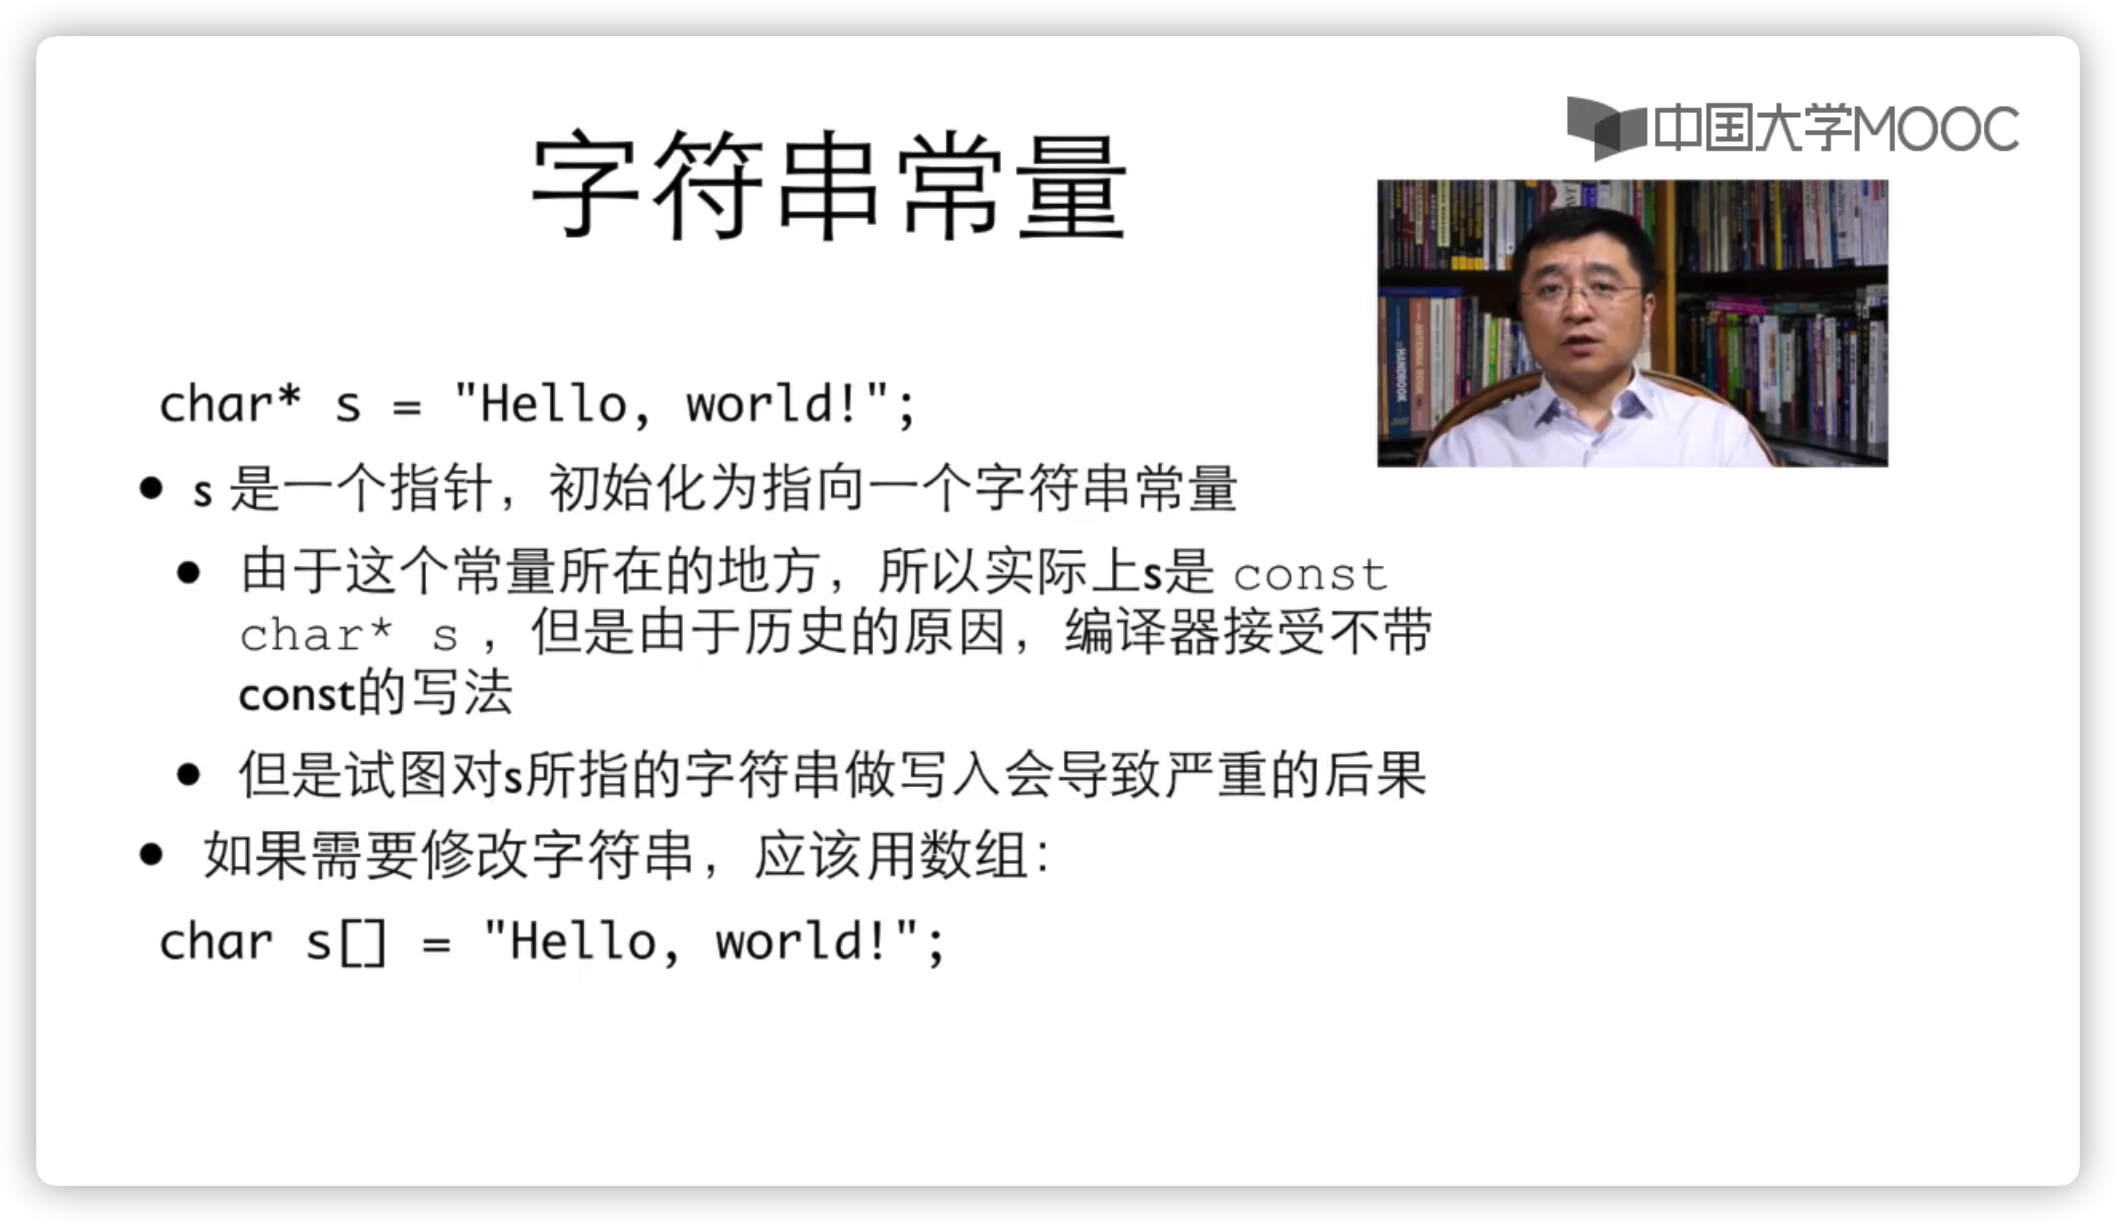 中国大学MOOC
字符串常量
char* s = "Hello, world!";
• s 是一个指针，初始化为指向一个字符串常量
• 由于这个常量所在的地方，所以实际上s是 const
char* s ，但是由于历史的原因，编译器接受不带
const的写法
• 但是试图对s所指的字符串做写入会导致严重的后果
• 如果需要修改字符串，应该用数组：
char s[] = "Hello, world!";
HANDBOOK